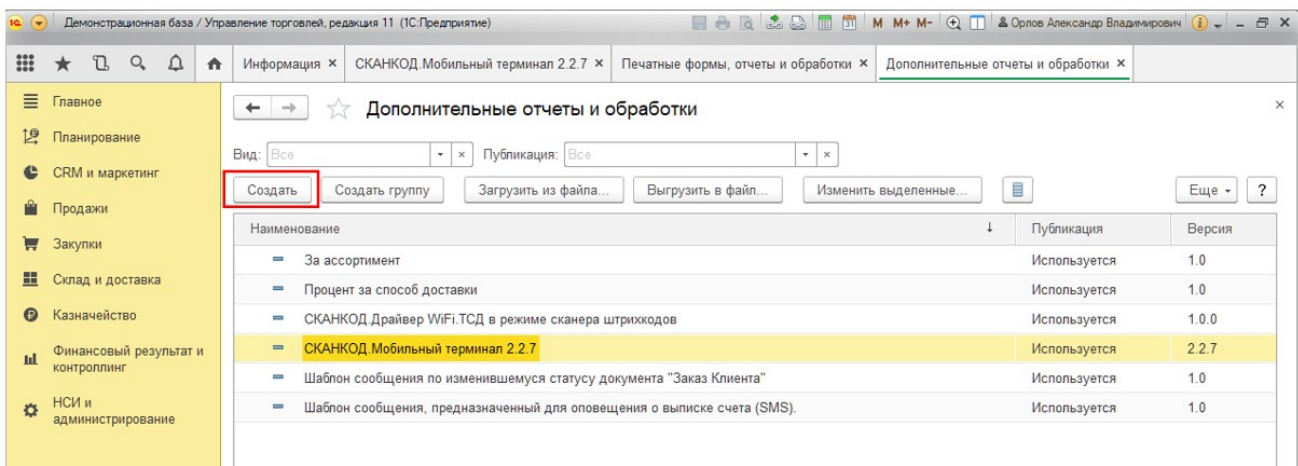 1С Демонстрационная база / Управление торговлей, редакция 11 (1С:Предприятие) 31 M M+ M- Орлов Александр Владимирович i
Информация × СКАНКОД.Мобильный терминал 2.2.7 × Печатные формы, отчеты и обработки × Дополнительные отчеты и обработки ×
Главное
Планирование
CRM и маркетинг
Продажи
Закупки
Склад и доставка
Казначейство
Финансовый результат и
контроллинг
НСИ и
администрирование
Дополнительные отчеты и обработки ×
Вид: Все × Публикация: Все ×
Создать Создать группу Загрузить из файла... Выгрузить в файл... Изменить выделенные... Еще ?
Наименование ↓ Публикация Версия
За ассортимент Используется 1.0
Процент за способ доставки Используется 1.0
СКАНКОД.Драйвер WiFi.ТСД в режиме сканера штрихкодов Используется 1.0.0
СКАНКОД.Мобильный терминал 2.2.7 Используется 2.2.7
Шаблон сообщения по изменившемуся статусу документа "Заказ Клиента" Используется 1.0
Шаблон сообщения, предназначенный для оповещения о выписке счета (SMS). Используется 1.0